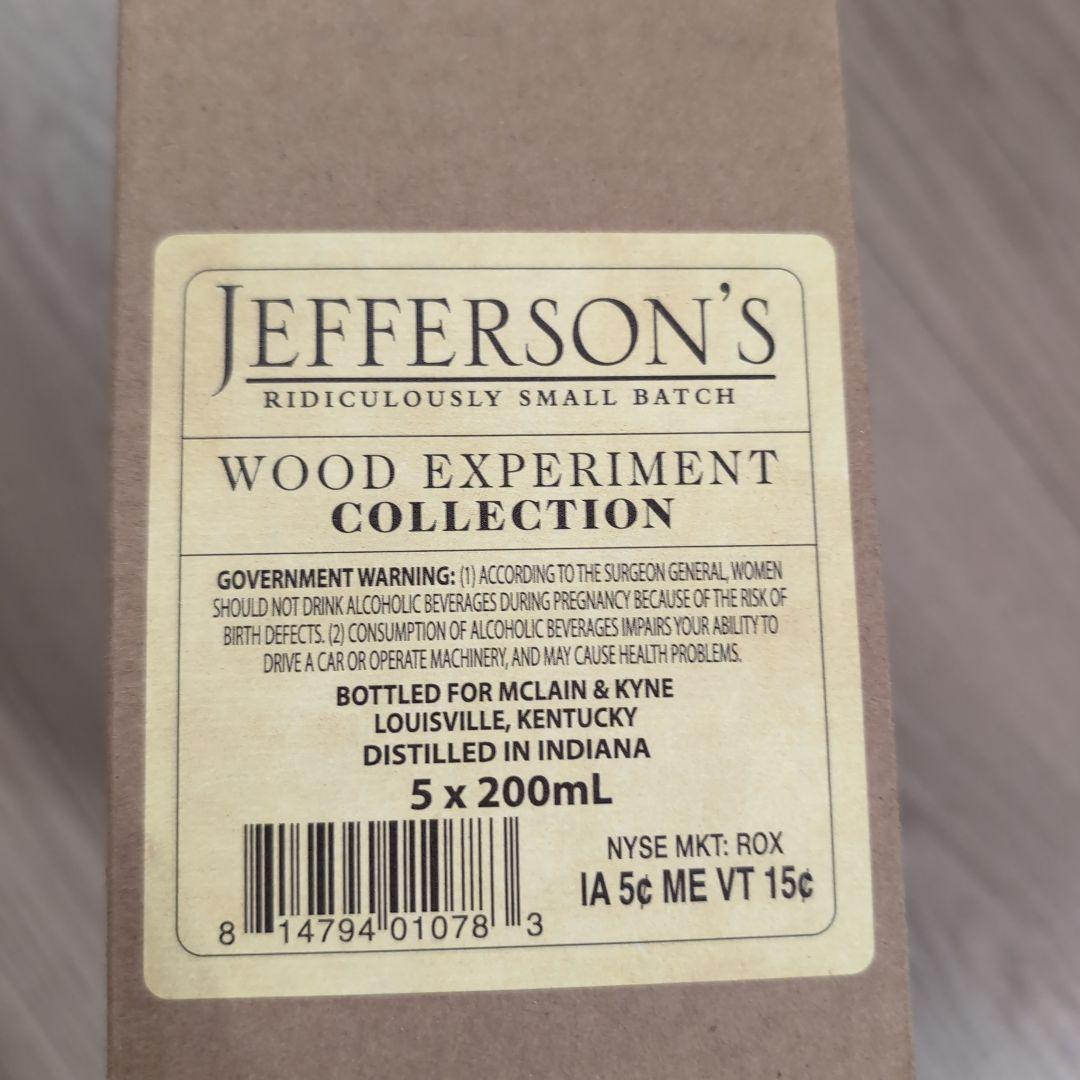 JEFFERSON'S
RIDICULOUSLY SMALL BATCH
WOOD EXPERIMENT
COLLECTION
GOVERNMENT WARNING: (1) ACCORDING TO THE SURGEON GENERAL, WOMEN
SHOULD NOT DRINK ALCOHOLIC BEVERAGES DURING PREGNANCY BECAUSE OF THE RISK OF
BIRTH DEFECTS. (2) CONSUMPTION OF ALCOHOLIC BEVERAGES IMPAIRS YOUR ABILITY TO
DRIVE A CAR OR OPERATE MACHINERY, AND MAY CAUSE HEALTH PROBLEMS.
BOTTLED FOR MCLAIN & KYNE
LOUISVILLE, KENTUCKY
DISTILLED IN INDIANA
5 x 200mL
NYSE MKT: ROX
IA 5¢ ME VT 15¢
8 14794 01078 3